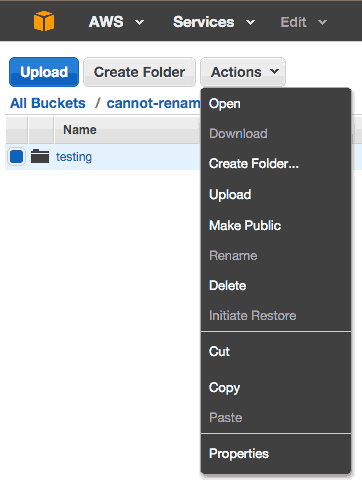 AWS Services Edit
Upload Create Folder Actions
All Buckets / cannot-renam
Name
testing
Open
Download
Create Folder...
Upload
Make Public
Rename
Delete
Initiate Restore
Cut
Copy
Paste
Properties